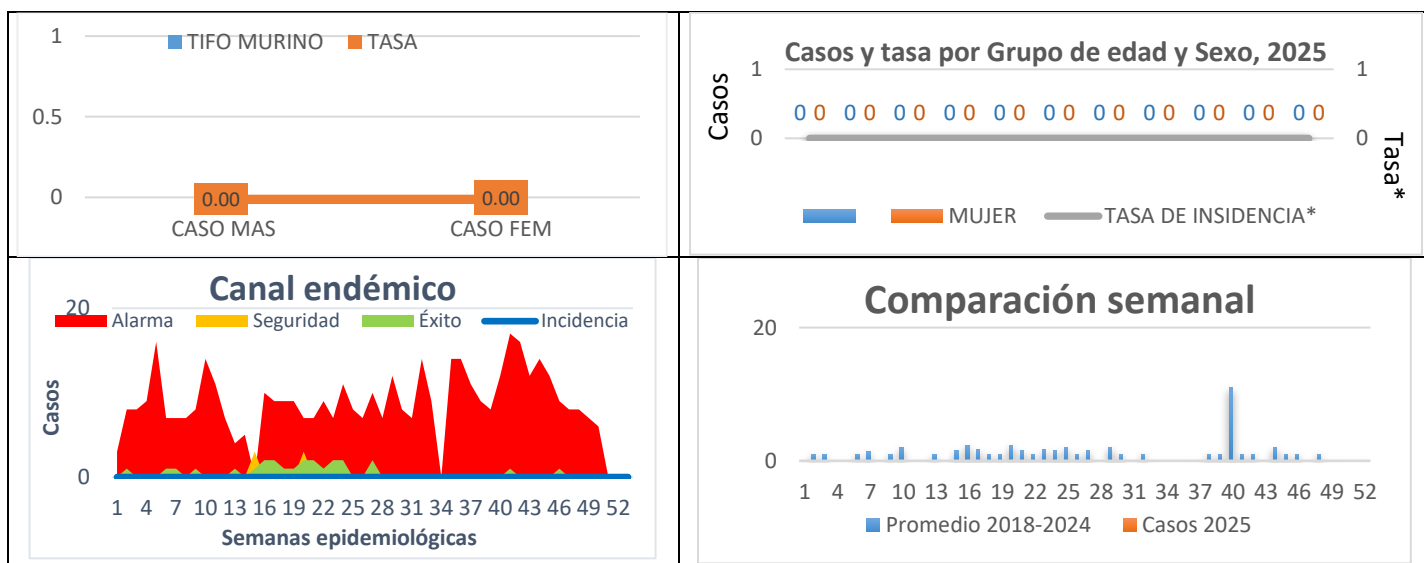 TIFO MURINO TASA
1
0.5
0
0.00 0.00
CASO MAS CASO FEM
Casos y tasa por Grupo de edad y Sexo, 2025
Casos
1 1
0 0 0 0 0 0 0 0 0 0 0 0 0 0 0 0 0 0 0 0 0 0
0 0
Tasa*
MUJER TASA DE INSIDENCIA*
Canal endémico
20
Alarma Seguridad Éxito Incidencia
Casos
0
1 4 7 10 13 16 19 22 25 28 31 34 37 40 43 46 49 52
Semanas epidemiológicas
Comparación semanal
20
0
1 4 7 10 13 16 19 22 25 28 31 34 37 40 43 46 49 52
Promedio 2018-2024 Casos 2025